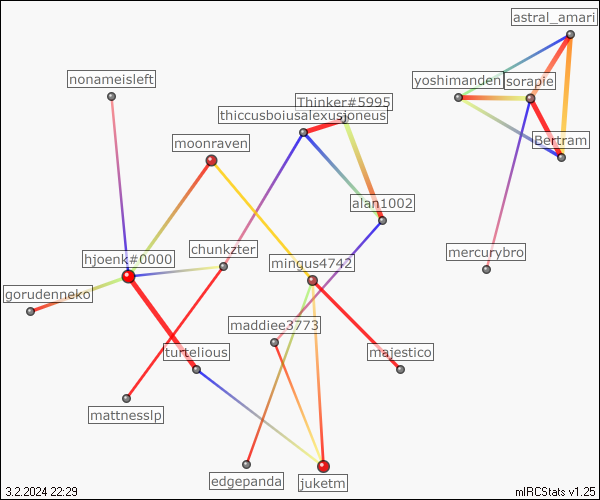 astral_amari
nonameisleft
yoshimanden
sorapie
Thinker#5995
thiccusboiusalexusjoneus
moonraven
Bertram
alan1002
chunkzter
hjoenk#0000
mingus4742
mercurybro
gorudenneko
maddiee3773
turtelious
majestico
mattnesslp
edgepanda
juketm
3.2.2024 22:29
mIRCStats v1.25